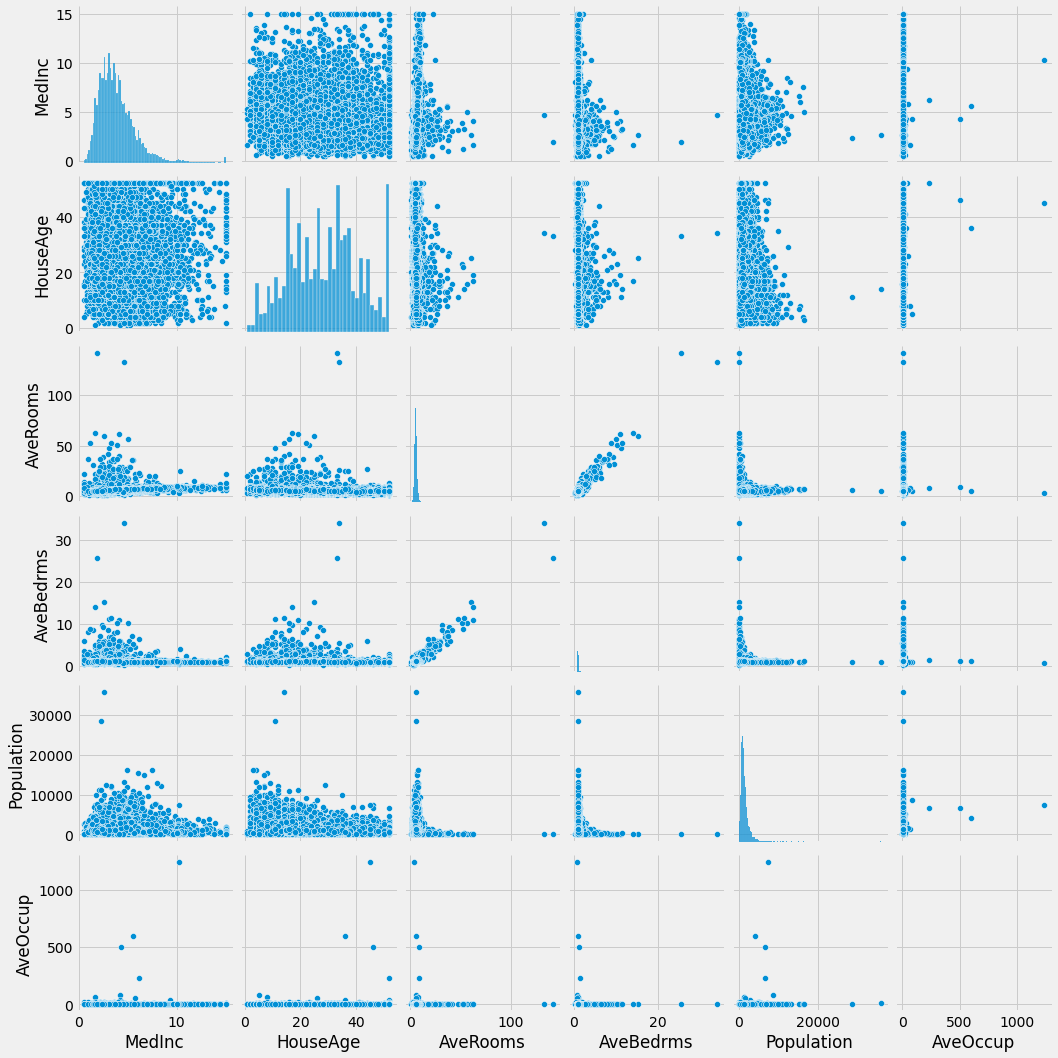 MedInc
15
10
5
0
HouseAge
40
20
0
AveRooms
100
50
0
AveBedrms
30
20
10
0
Population
30000
20000
10000
0
AveOccup
1000
500
0
0 10
0 20 40
0 100
0 20
0 20000
0 500 1000
MedInc HouseAge AveRooms AveBedrms Population AveOccup